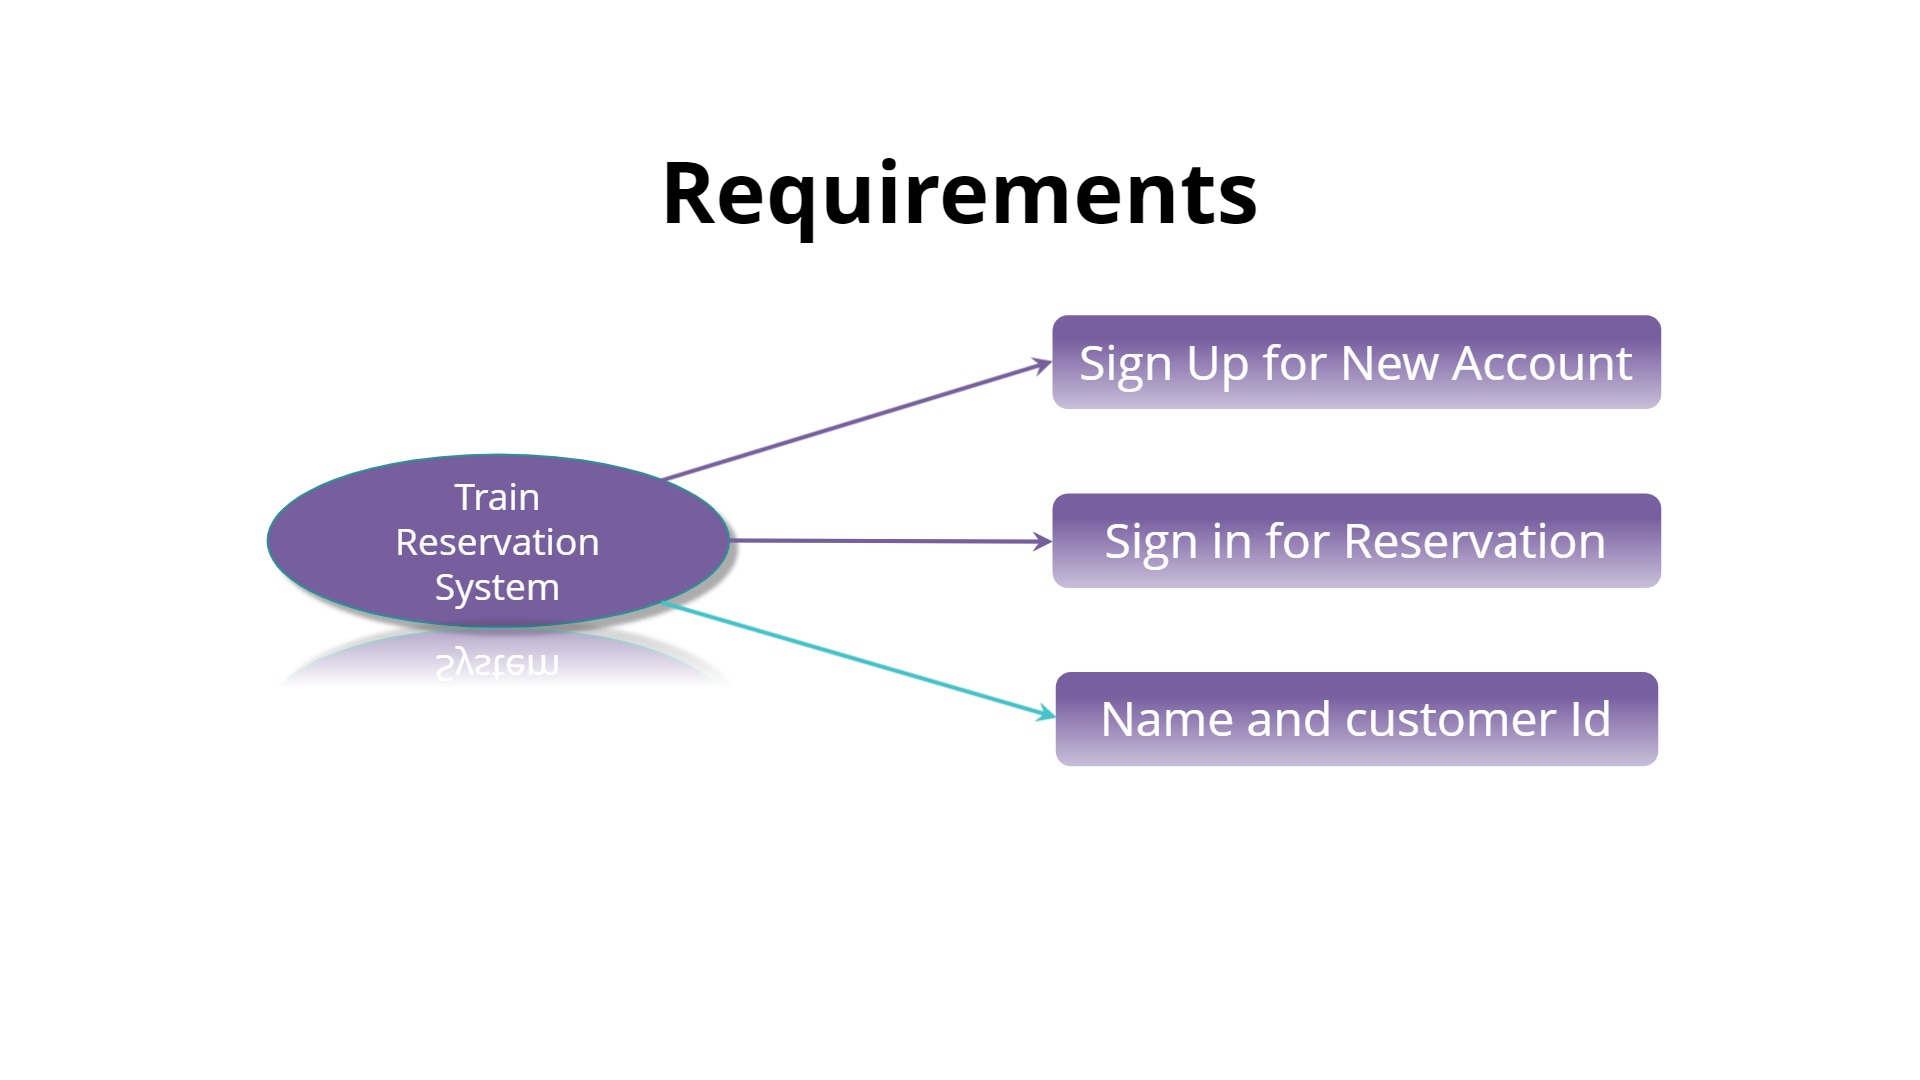 Requirements
Sign Up for New Account
Train
Reservation
System
Sign in for Reservation
Name and customer Id